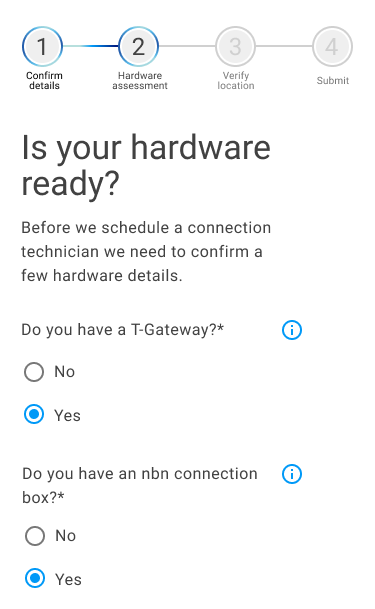 1 2 3 4
Confirm Hardware Verify Submit
details assessment location
Is your hardware
ready?
Before we schedule a connection
technician we need to confirm a
few hardware details.
Do you have a T-Gateway?*
No
Yes
Do you have an nbn connection
box?*
No
Yes